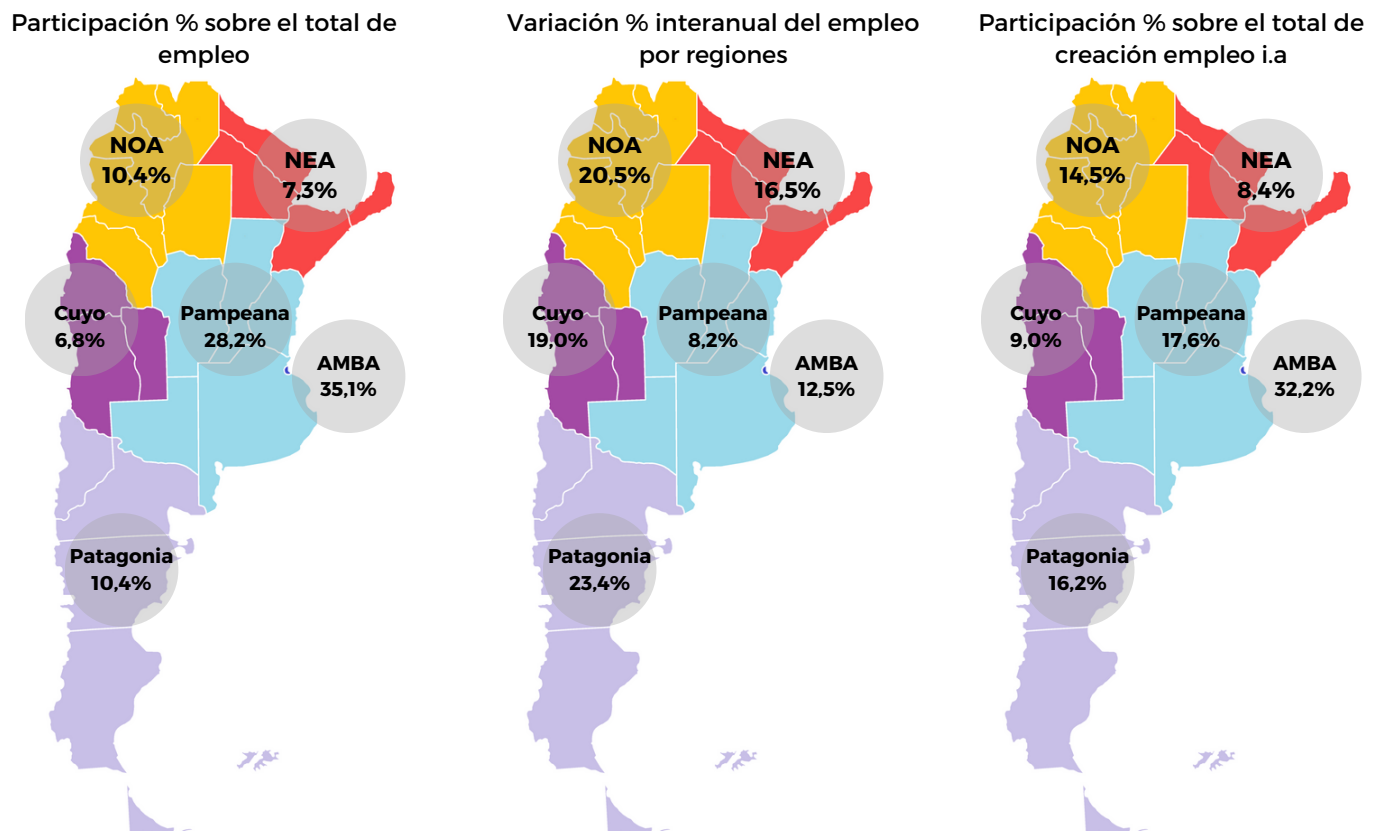 Participación % sobre el total de
empleo
NOA
10,4%
NEA
7,3%
Cuyo
6,8%
Pampeana
28,2%
AMBA
35,1%
Patagonia
10,4%
Variación % interanual del empleo
por regiones
NOA
20,5%
NEA
16,5%
Cuyo
19,0%
Pampeana
8,2%
AMBA
12,5%
Patagonia
23,4%
Participación % sobre el total de
creación empleo i.a
NOA
14,5%
NEA
8,4%
Cuyo
9,0%
Pampeana
17,6%
AMBA
32,2%
Patagonia
16,2%